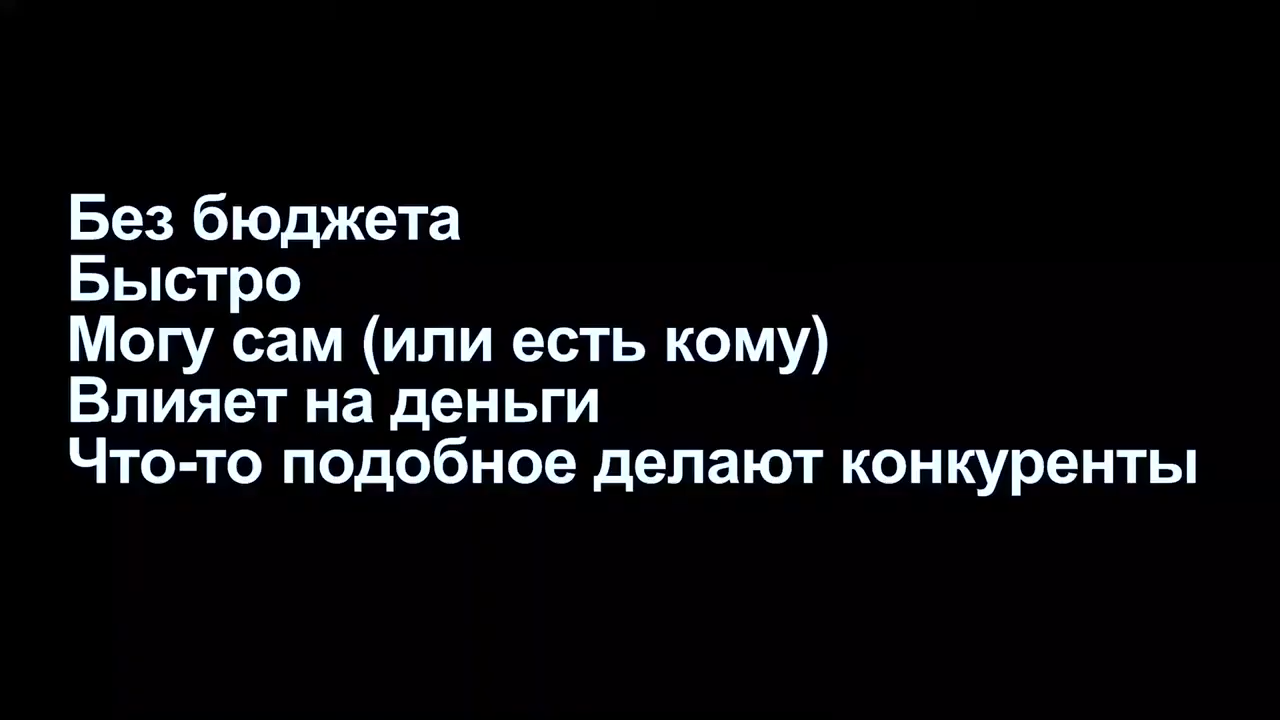 Без бюджета
Быстро
Могу сам (или есть кому)
Влияет на деньги
Что-то подобное делают конкуренты